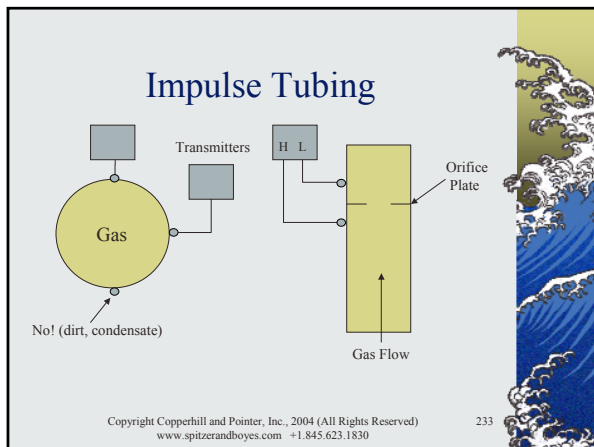 Impulse Tubing
Transmitters
H L
Orifice
Plate
Gas
No! (dirt, condensate)
Gas Flow
Copyright Copperhill and Pointer, Inc., 2004 (All Rights Reserved) 233
www.spitzerandboyes.com +1.845.623.1830